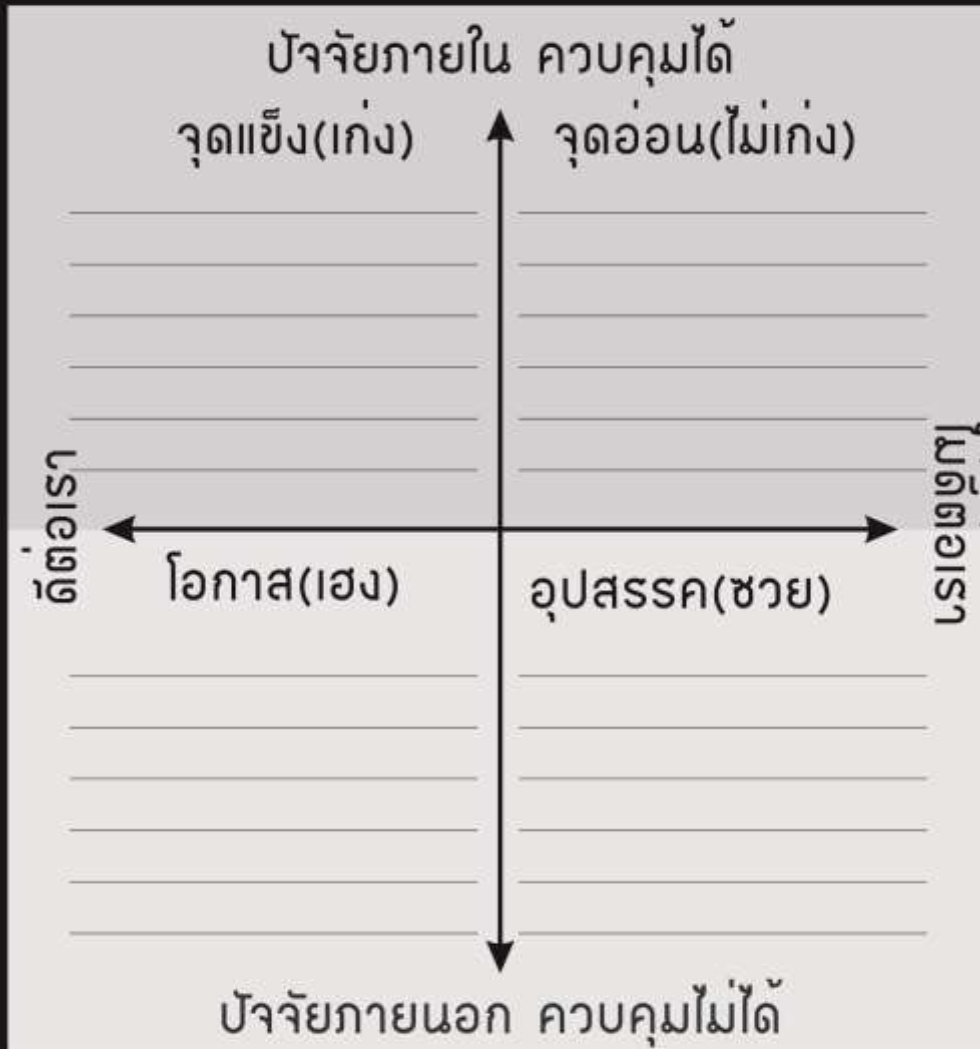 ปัจจัยภายใน ควบคุมได้
จุดแข็ง(เก่ง)
จุดอ่อน(ไม่เก่ง)
ดีต่อเรา
ไม่ดีต่อเรา
โอกาส(เฮง)
อุปสรรค(ซวย)
ปัจจัยภายนอก ควบคุมไม่ได้